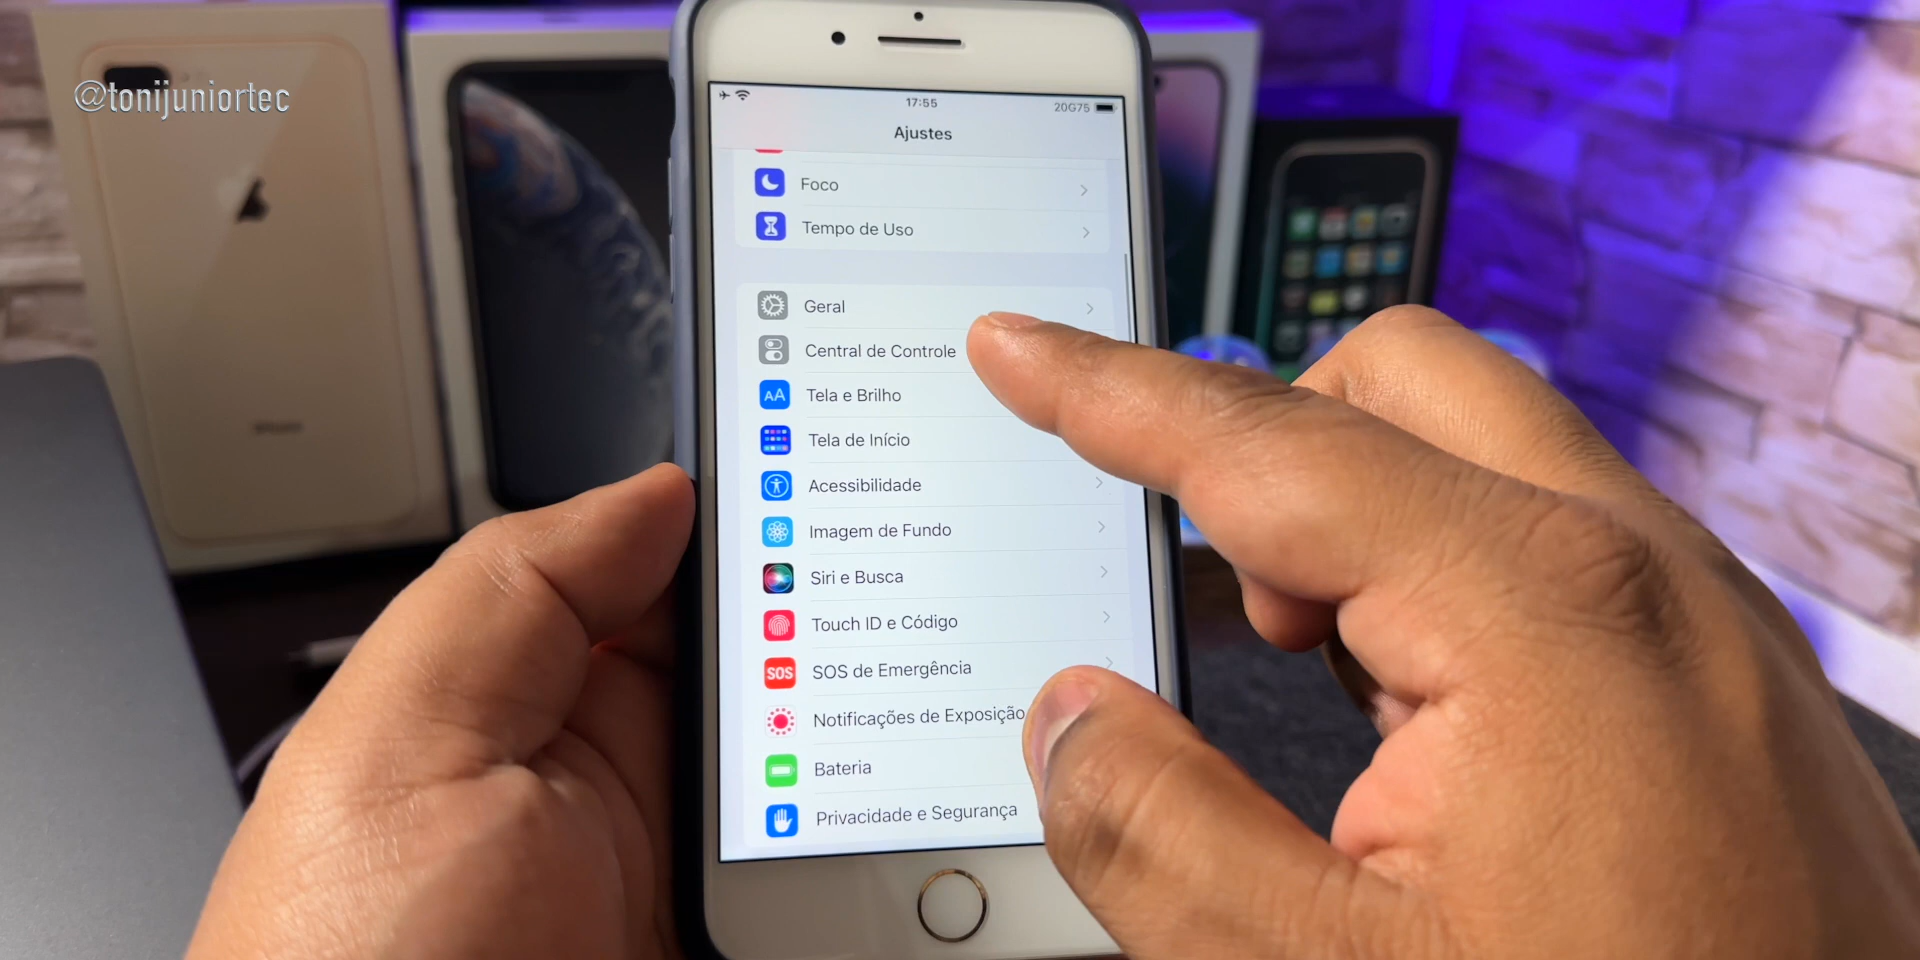 @tonijuniortec
17:55
20G75
Ajustes
Foco
Tempo de Uso
Geral
Central de Controle
AA Tela e Brilho
Tela de Início
Acessibilidade
Imagem de Fundo
Siri e Busca
Touch ID e Código
SOS SOS de Emergência
Notificações de Exposição
Bateria
Privacidade e Segurança